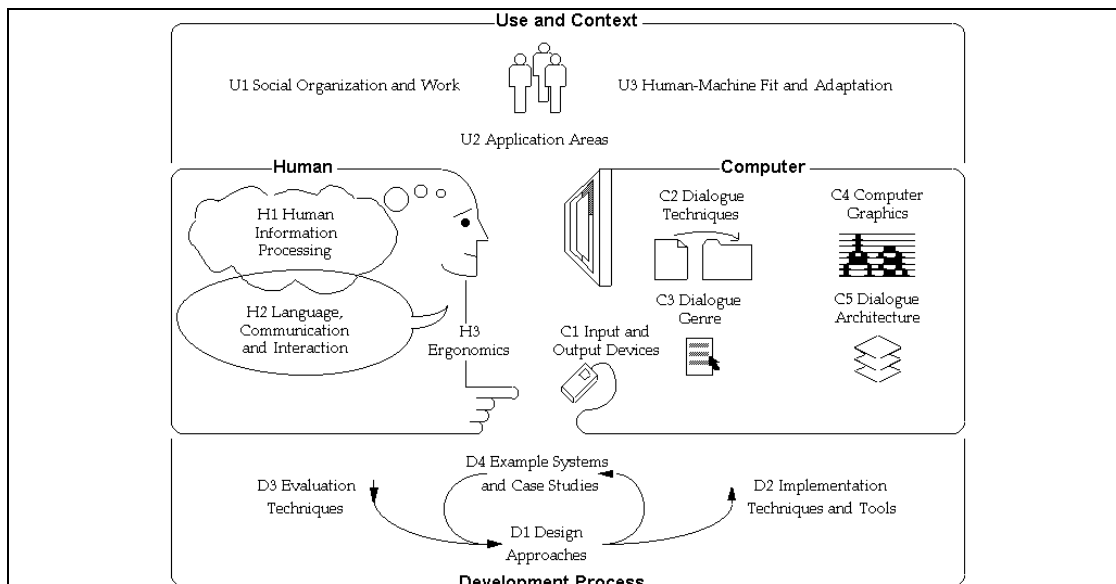 Use and Context
U1 Social Organization and Work
U3 Human-Machine Fit and Adaptation
U2 Application Areas
Human
H1 Human
Information
Processing
H2 Language,
Communication
and Interaction
H3
Ergonomics
Computer
C1 Input and
Output Devices
C2 Dialogue
Techniques
C3 Dialogue
Genre
C4 Computer
Graphics
Aa
C5 Dialogue
Architecture
D3 Evaluation
Techniques
D4 Example Systems
and Case Studies
D1 Design
Approaches
D2 Implementation
Techniques and Tools
Development Process